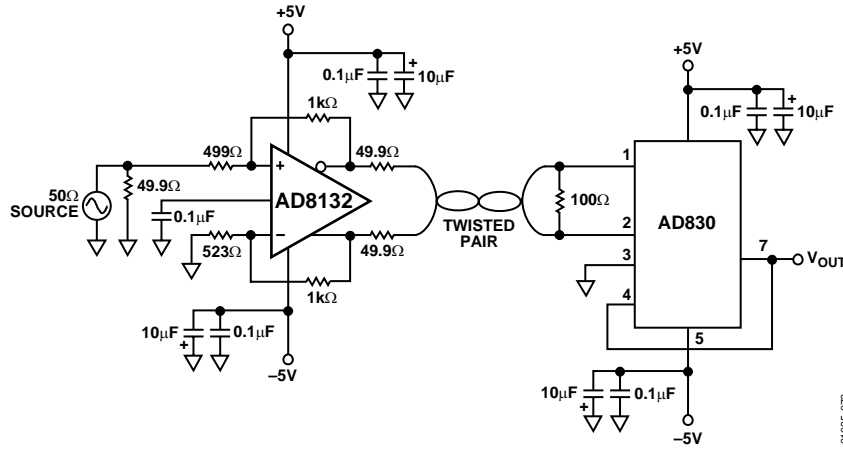 +5V
0.1μF
+
10μF
1kΩ
499Ω
49.9Ω
50Ω
SOURCE
49.9Ω
+
AD8132
0.1μF
−
523Ω
49.9Ω
1kΩ
10μF
+
0.1μF
−5V
TWISTED
PAIR
100Ω
+5V
0.1μF
+
10μF
1
2
3
4
AD830
7
VOUT
5
10μF
+
0.1μF
−5V